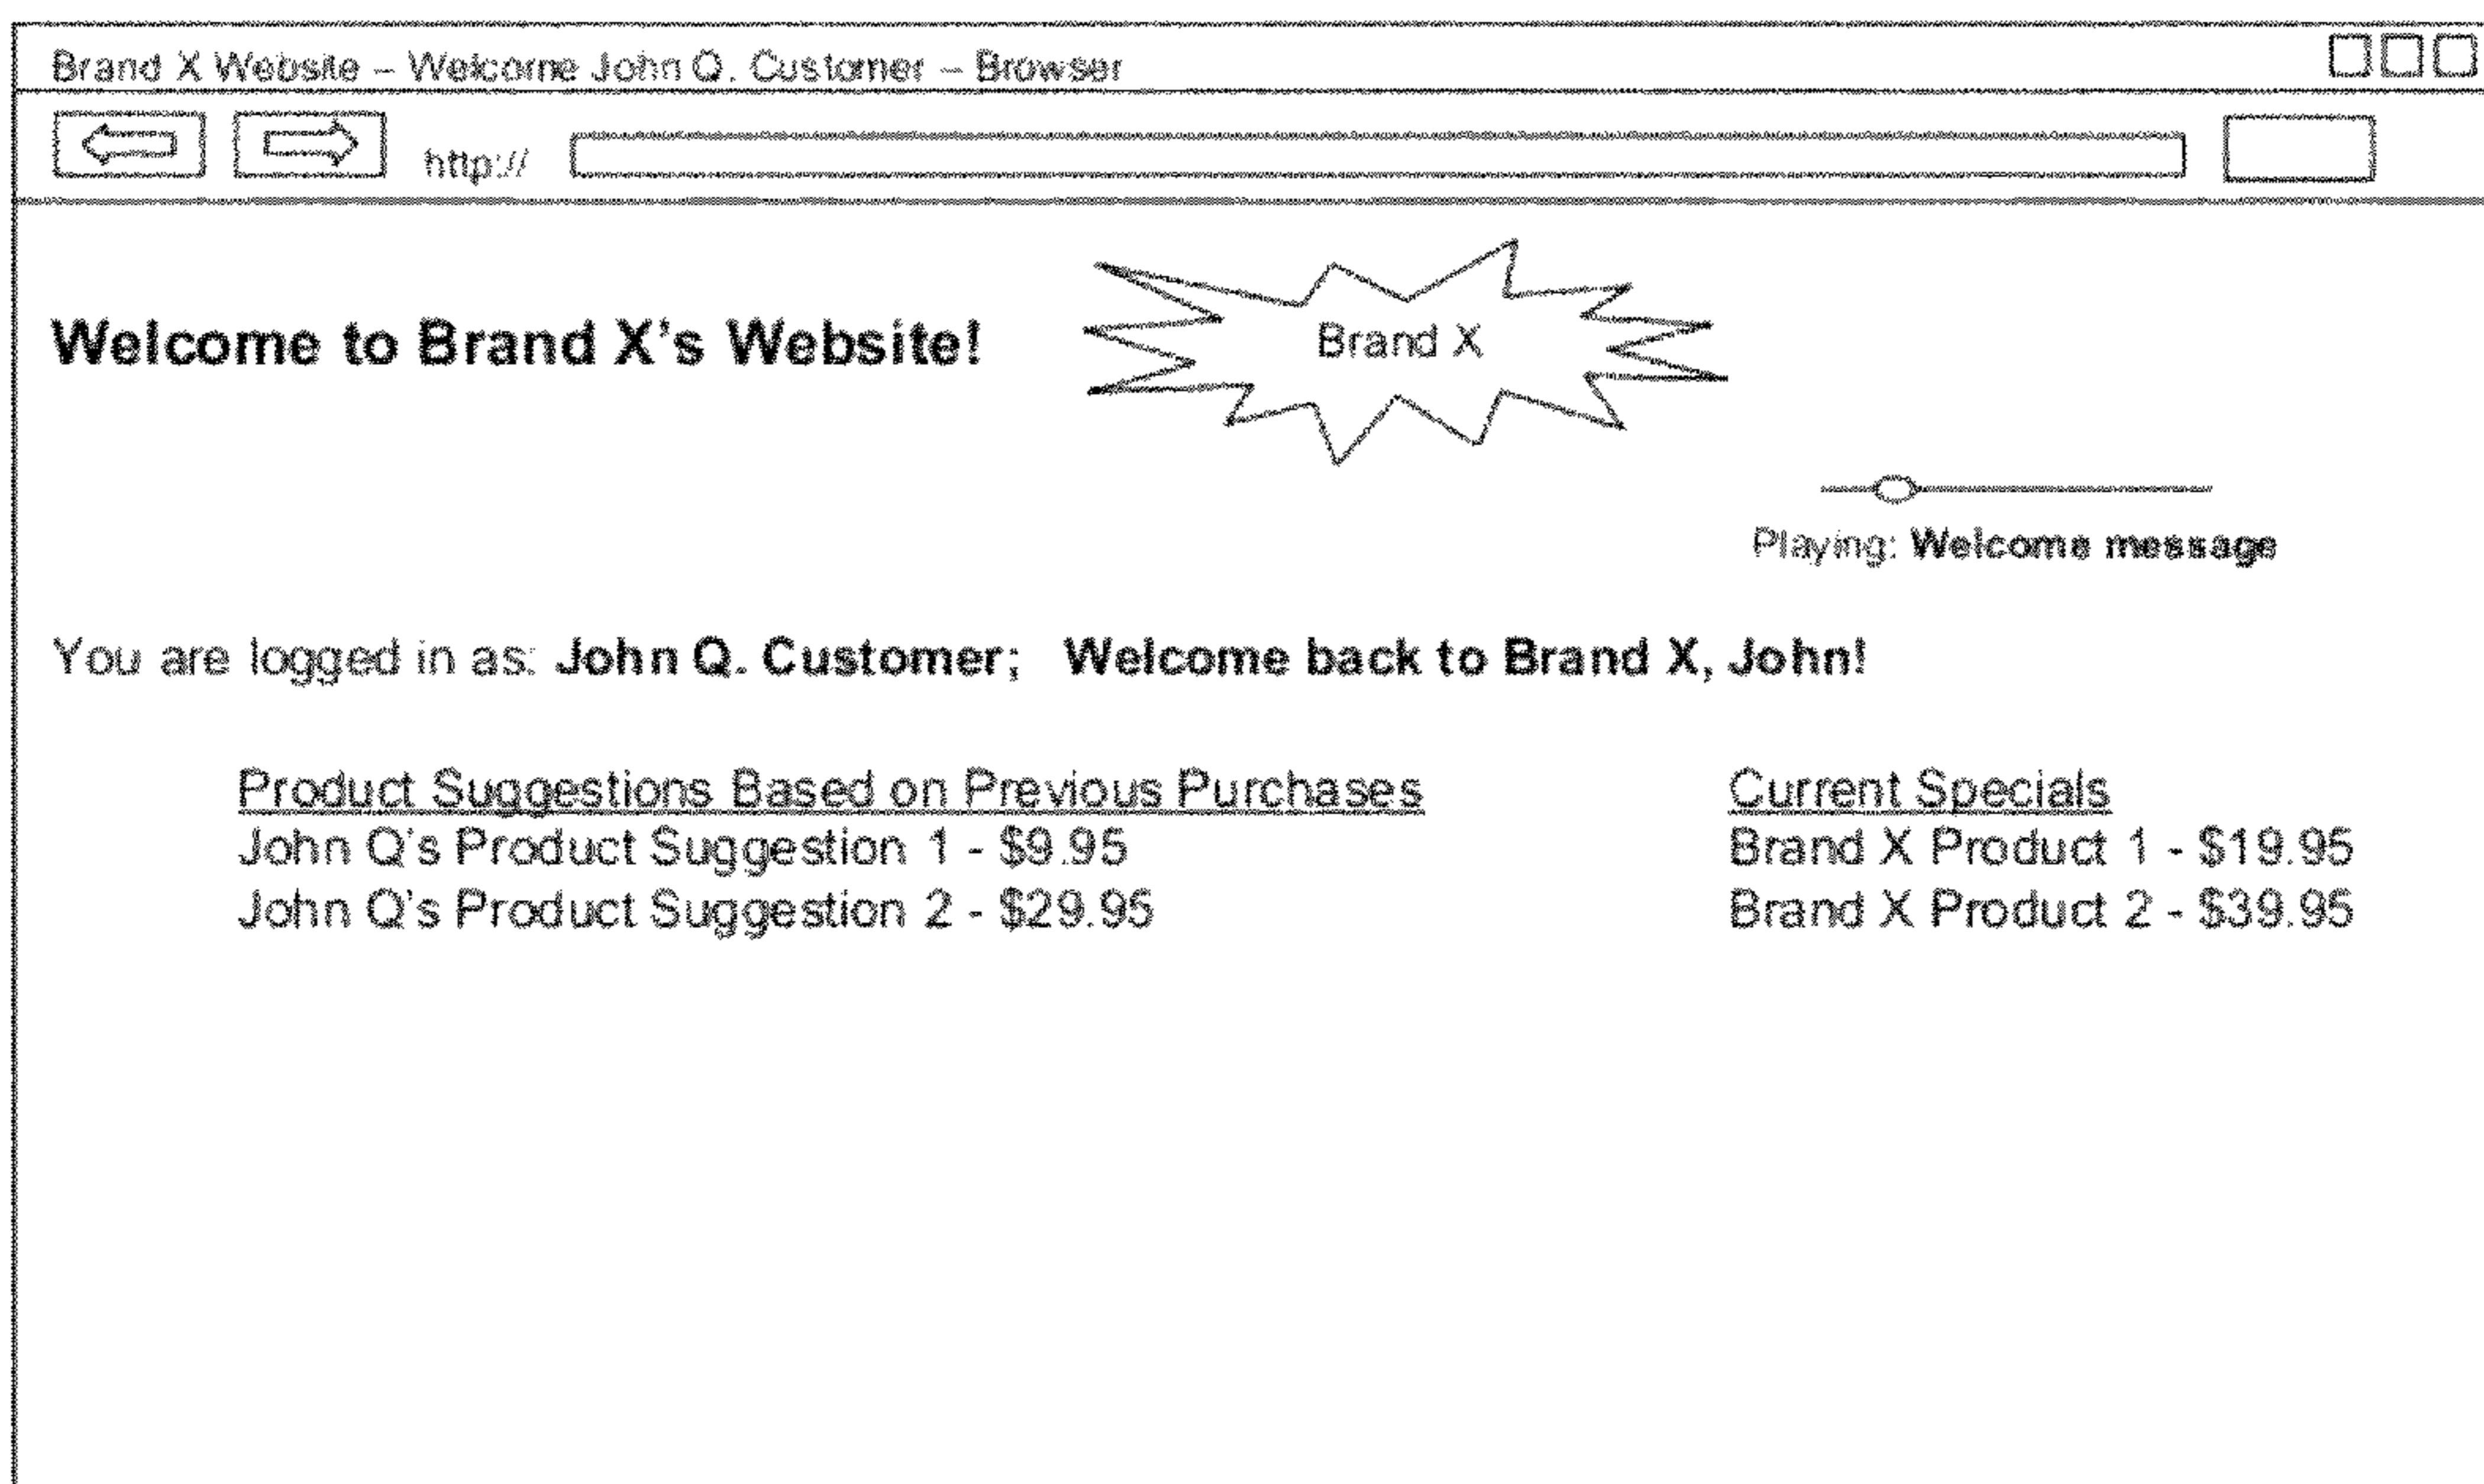 Brand X Website – Welcome John Q. Customer – Browser
http://
Welcome to Brand X's Website!
Brand X
Playing: Welcome message
You are logged in as: John Q. Customer; Welcome back to Brand X, John!
Product Suggestions Based on Previous Purchases
John Q's Product Suggestion 1 - $9.95
John Q's Product Suggestion 2 - $29.95
Current Specials
Brand X Product 1 - $19.95
Brand X Product 2 - $39.95